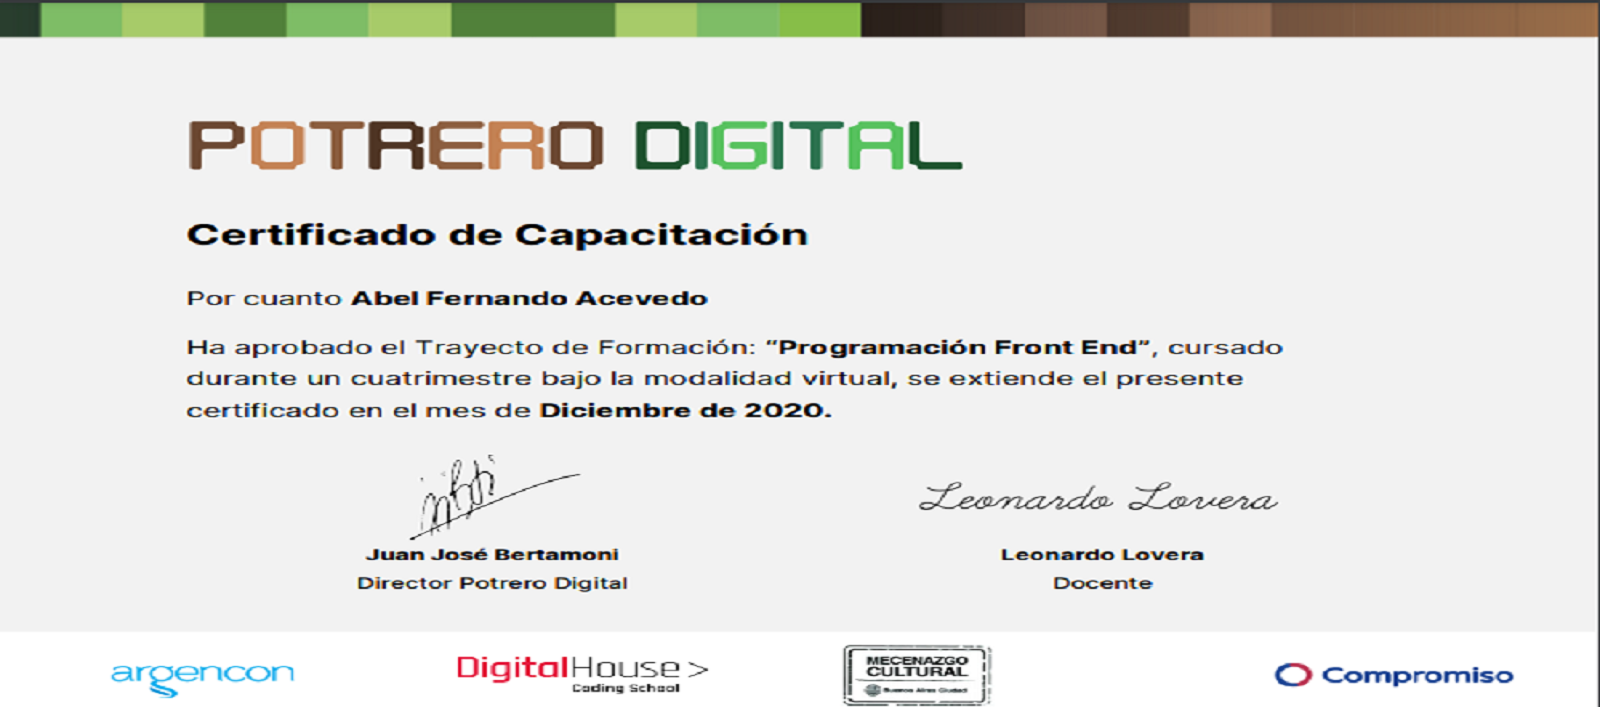 POTRERO DIGITAL
Certificado de Capacitación
Por cuanto Abel Fernando Acevedo
Ha aprobado el Trayecto de Formación: “Programación Front End”, cursado
durante un cuatrimestre bajo la modalidad virtual, se extiende el presente
certificado en el mes de Diciembre de 2020.
Leonardo Lovera
Juan José Bertamoni
Director Potrero Digital
Leonardo Lovera
Docente
argencon
DigitalHouse>
Coding School
MECENAZGO
CULTURAL
Buenos Aires Ciudad
Compromiso